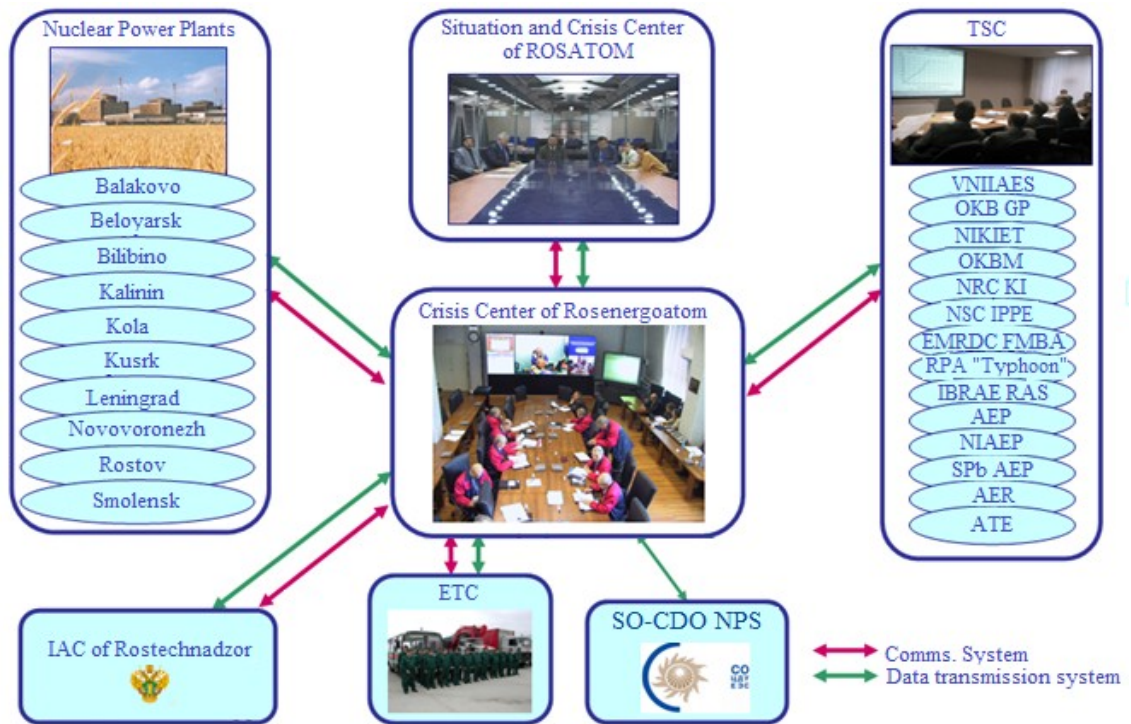 Nuclear Power Plants
Balakovo
Beloyarsk
Bilibino
Kalinin
Kola
Kusrk
Leningrad
Novovoronezh
Rostov
Smolensk
Situation and Crisis Center
of ROSATOM
TSC
VNIIAES
OKB GP
NIKIET
OKBM
NRC KI
NSC IPPE
EMRDC FMBA
RPA "Typhoon"
IBRAE RAS
AEP
NIAEP
SPb AEP
AER
ATE
Crisis Center of Rosenergoatom
IAC of Rostechnadzor
ETC
SO-CDO NPS
СО
ЦДУ
ЕЭС
Comms. System
Data transmission system